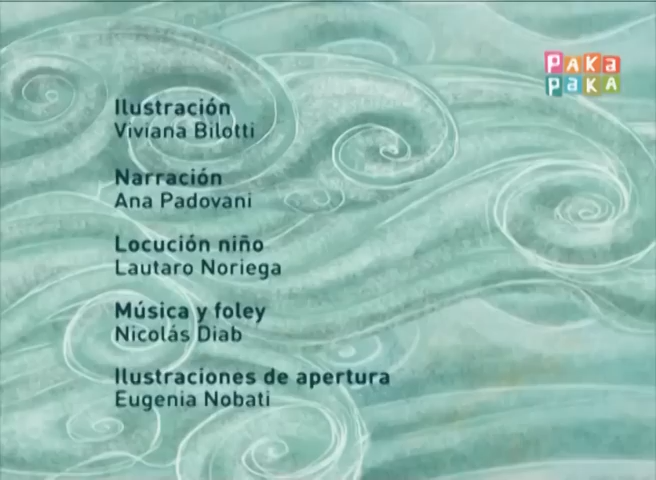 PAKA
PAKA
Ilustración
Viviana Bilotti
Narración
Ana Padovani
Locución niño
Lautaro Noriega
Música y foley
Nicolás Diab
Ilustraciones de apertura
Eugenia Nobati